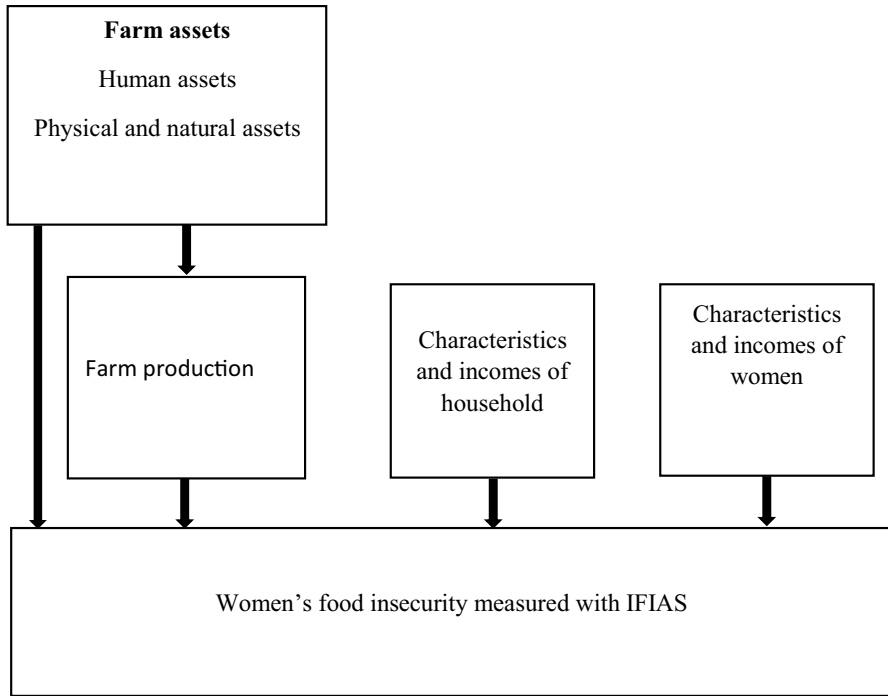 Farm assets
Human assets
Physical and natural assets
Farm production
Characteristics
and incomes of
household
Characteristics
and incomes of
women
Women’s food insecurity measured with IFIAS